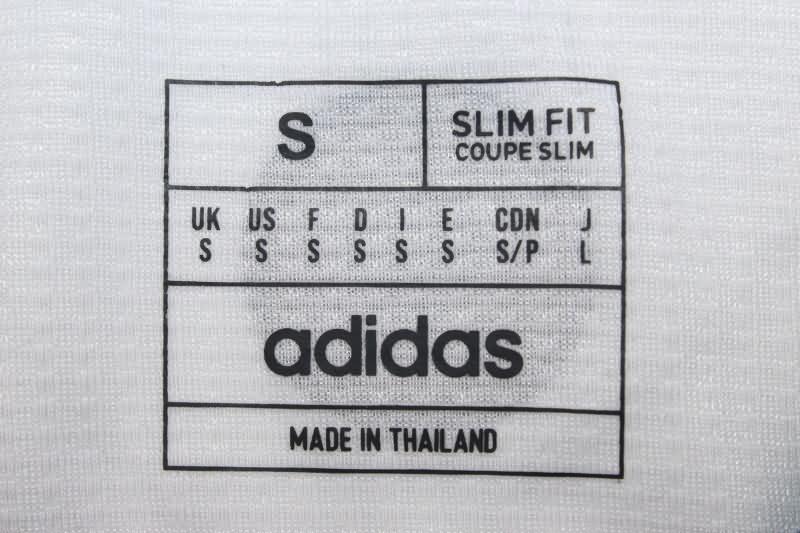 S
SLIM FIT
COUPE SLIM
UK US F D I E CDN J
S S S S S S S/P L
adidas
MADE IN THAILAND